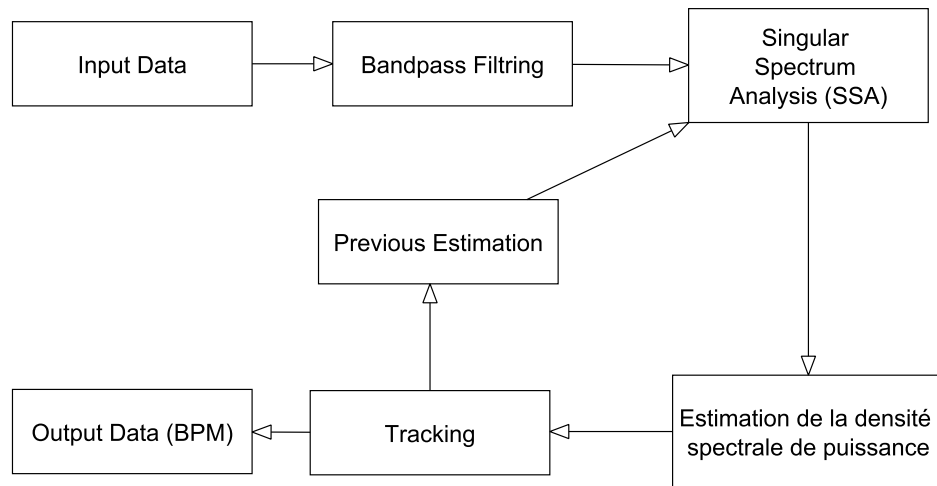 Input Data
Bandpass Filtring
Singular
Spectrum
Analysis (SSA)
Previous Estimation
Output Data (BPM)
Tracking
Estimation de la densité
spectrale de puissance